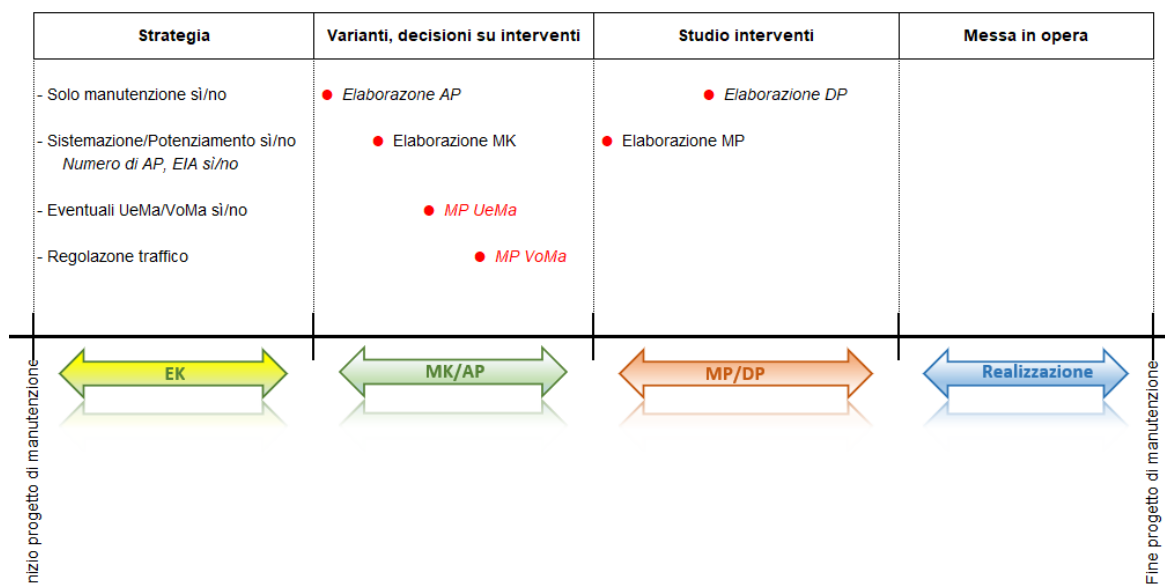 Strategia
Varianti, decisioni su interventi
Studio interventi
Messa in opera
- Solo manutenzione sì/no
Elaborazone AP
Elaborazione DP
- Sistemazione/Potenziamento sì/no
Elaborazione MK
Elaborazione MP
Numero di AP, EIA sì/no
- Eventuali UeMa/VoMa sì/no
MP UeMa
- Regolazone traffico
MP VoMa
EK
MK/AP
MP/DP
Realizzazione
nizio progetto di manutenzione
Fine progetto di manutenzione